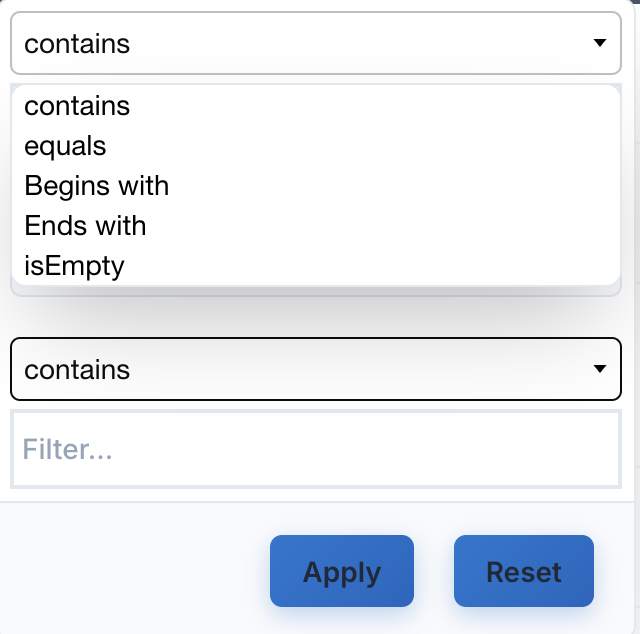 contains
contains
equals
Begins with
Ends with
isEmpty
contains
Filter...
Apply
Reset